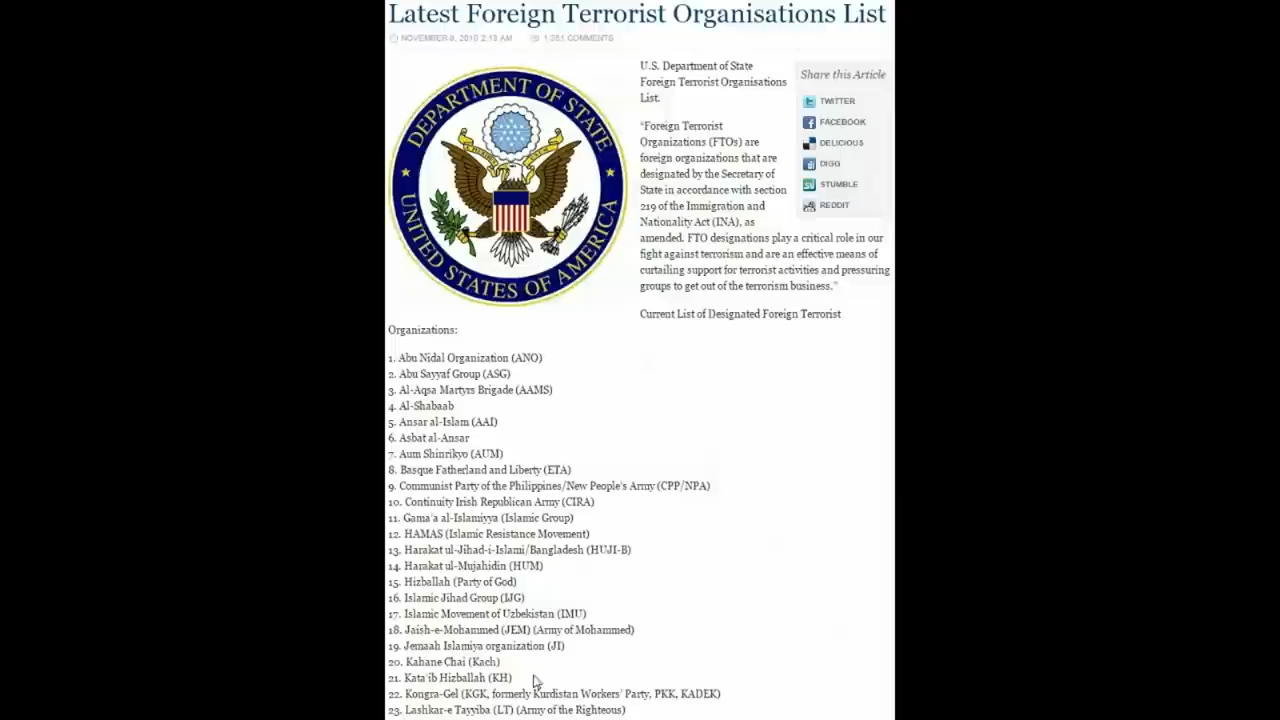 Latest Foreign Terrorist Organisations List
NOVEMBER 9, 2010 2:13 AM COMMENTS
DEPARTMENT OF STATE
UNITED STATES OF AMERICA
U.S. Department of State
Foreign Terrorist Organisations
List.
"Foreign Terrorist
Organizations (FTOs) are
foreign organizations that are
designated by the Secretary of
State in accordance with section
219 of the Immigration and
Nationality Act (INA), as
amended. FTO designations play a critical role in our
fight against terrorism and are an effective means of
curtailing support for terrorist activities and pressuring
groups to get out of the terrorism business."
Share this Article
TWITTER
FACEBOOK
DELICIOUS
DIGG
STUMBLE
REDDIT
Current List of Designated Foreign Terrorist
Organizations:
1. Abu Nidal Organization (ANO)
2. Abu Sayyaf Group (ASG)
3. Al-Aqsa Martyrs Brigade (AAMS)
4. Al-Shabaab
5. Ansar al-Islam (AAI)
6. Asbat al-Ansar
7. Aum Shinrikyo (AUM)
8. Basque Fatherland and Liberty (ETA)
9. Communist Party of the Philippines/New People's Army (CPP/NPA)
10. Continuity Irish Republican Army (CIRA)
11. Gama'a al-Islamiyya (Islamic Group)
12. HAMAS (Islamic Resistance Movement)
13. Harakat ul-Jihad-i-Islami/Bangladesh (HUJI-B)
14. Harakat ul-Mujahidin (HUM)
15. Hizballah (Party of God)
16. Islamic Jihad Group (IJG)
17. Islamic Movement of Uzbekistan (IMU)
18. Jaish-e-Mohammed (JEM) (Army of Mohammed)
19. Jemaah Islamiya organization (JI)
20. Kahane Chai (Kach)
21. Kata'ib Hizballah (KH)
22. Kongra-Gel (KGK, formerly Kurdistan Workers' Party, PKK, KADEK)
23. Lashkar-e Tayyiba (LT) (Army of the Righteous)